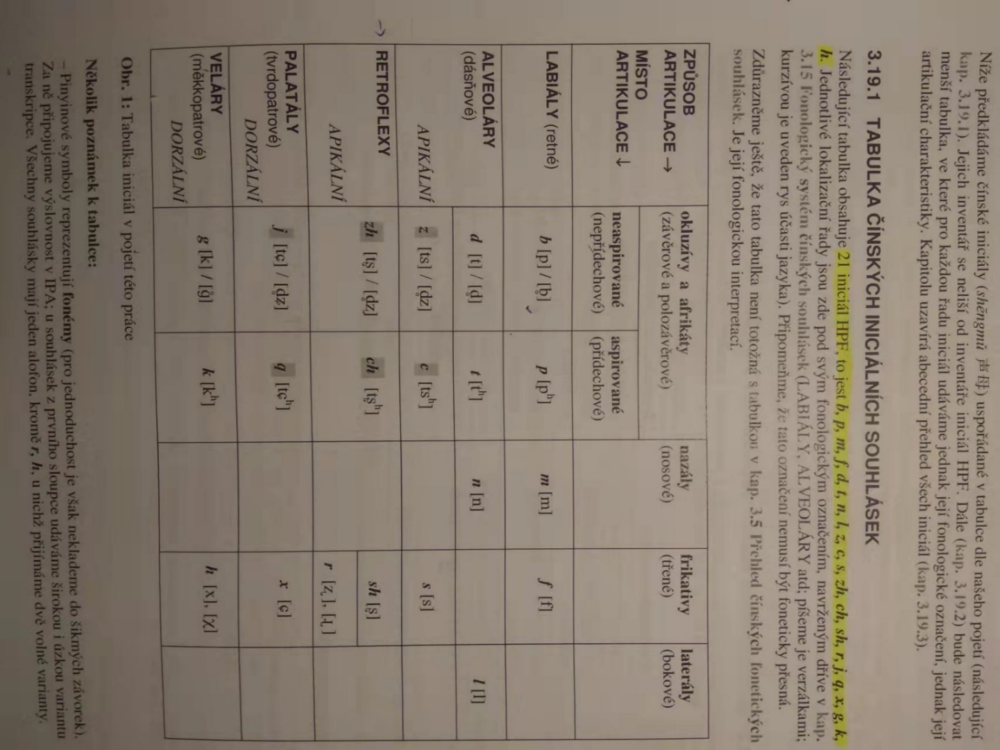 Níže předkládáme čínské iniciály (shēngmǔ 声母) uspořádané v tabulce dle našeho pojetí (následující
kap. 3.19.1). Jejich inventář se neliší od inventáře iniciál HPF. Dále (kap. 3.19.2) bude následovat
menší tabulka, ve které pro každou řadu iniciál udáváme jednak její fonologické označení, jednak její
artikulační charakteristiky. Kapitolu uzavírá abecední přehled všech iniciál (kap. 3.19.3).
3.19.1 TABULKA ČÍNSKÝCH INICIÁLNÍCH SOUHLÁSEK
Následující tabulka obsahuje 21 iniciál HPF, to jest b, p, m, f, d, t, n, l, z, c, s, zh, ch, sh, r, j, q, x, g, k,
h. Jednotlivé lokalizační řady jsou zde pod svým fonologickým označením, navrženým dříve v kap.
3.15 Fonologický systém čínských souhlásek (LABIÁLY, ALVEOLÁRY ad; píšeme je verzálkami;
kurzívou je uveden rys účasti jazyka). Připomeňme, že tato označení nemusí být foneticky přesná.
Zdůrazněme ještě, že tato tabulka není totožná s tabulkou v kap. 3.5 Přehled čínských fonetických
souhlásek. Je její fonologickou interpretací.
ZPŮSOB ARTIKULACE → okluzívy a afrikáty (závěrové a polozávěrové) nazály (nosové) frikativy (třené) laterály (bokové)
MÍSTO ARTIKULACE ↓ neaspirované (nepřídechové) aspirované (přídechové)
LABIÁLY (retné) b [p] / [b̥] p [pʰ] m [m] f [f]
ALVEOLÁRY (dásňové) d [t] / [d̥] t [tʰ] n [n] l [l]
APIKÁLNÍ z [ts] / [d̥z] c [tsʰ] s [s]
→ RETROFLEXY zh [tʂ] / [d̥ʐ] ch [tʂʰ] sh [ʂ]
APIKÁLNÍ r [ʐ], [ɻ]
PALATÁLY (tvrdopatrové) j [tɕ] / [d̥ʑ] q [tɕʰ] x [ɕ]
DORZÁLNÍ
VELÁRY (měkkopatrové) g [k] / [g̊] k [kʰ] h [x], [χ]
DORZÁLNÍ
Obr. 1: Tabulka iniciál v pojetí této práce
Několik poznámek k tabulce:
– Pinyinové symboly reprezentují fonémy (pro jednoduchost je však neklademe do šikmých závorek).
Za ně připojujeme výslovnost v IPA; u souhlásek z prvního sloupce udáváme širokou i úzkou variantu
transkripce. Všechny souhlásky mají jeden alofon, kromě r, h, u nichž přijímáme dvě volné varianty.